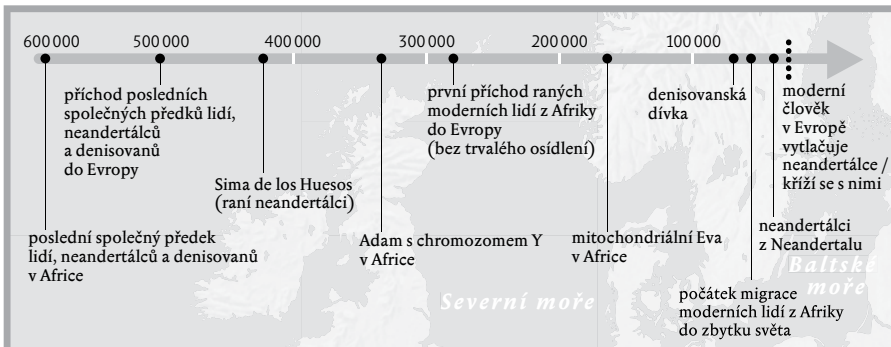 600 000 500 000 400 000 300 000 200 000 100 000
příchod posledních
společných předků lidí,
neandertálců
a denisovanů
do Evropy
první příchod raných
moderních lidí z Afriky
do Evropy
(bez trvalého osídlení)
denisovanská
dívka
moderní
člověk
v Evropě
vytlačuje
neandertálce /
kříží se s nimi
Sima de los Huesos
(raní neandertálci)
poslední společný předek
lidí, neandertálců a denisovanů
v Africe
Adam s chromozomem Y
v Africe
mitochondriální Eva
v Africe
neandertálci
z Neandertalu
počátek migrace
moderních lidí z Afriky
do zbytku světa
Severní moře
Baltské
moře